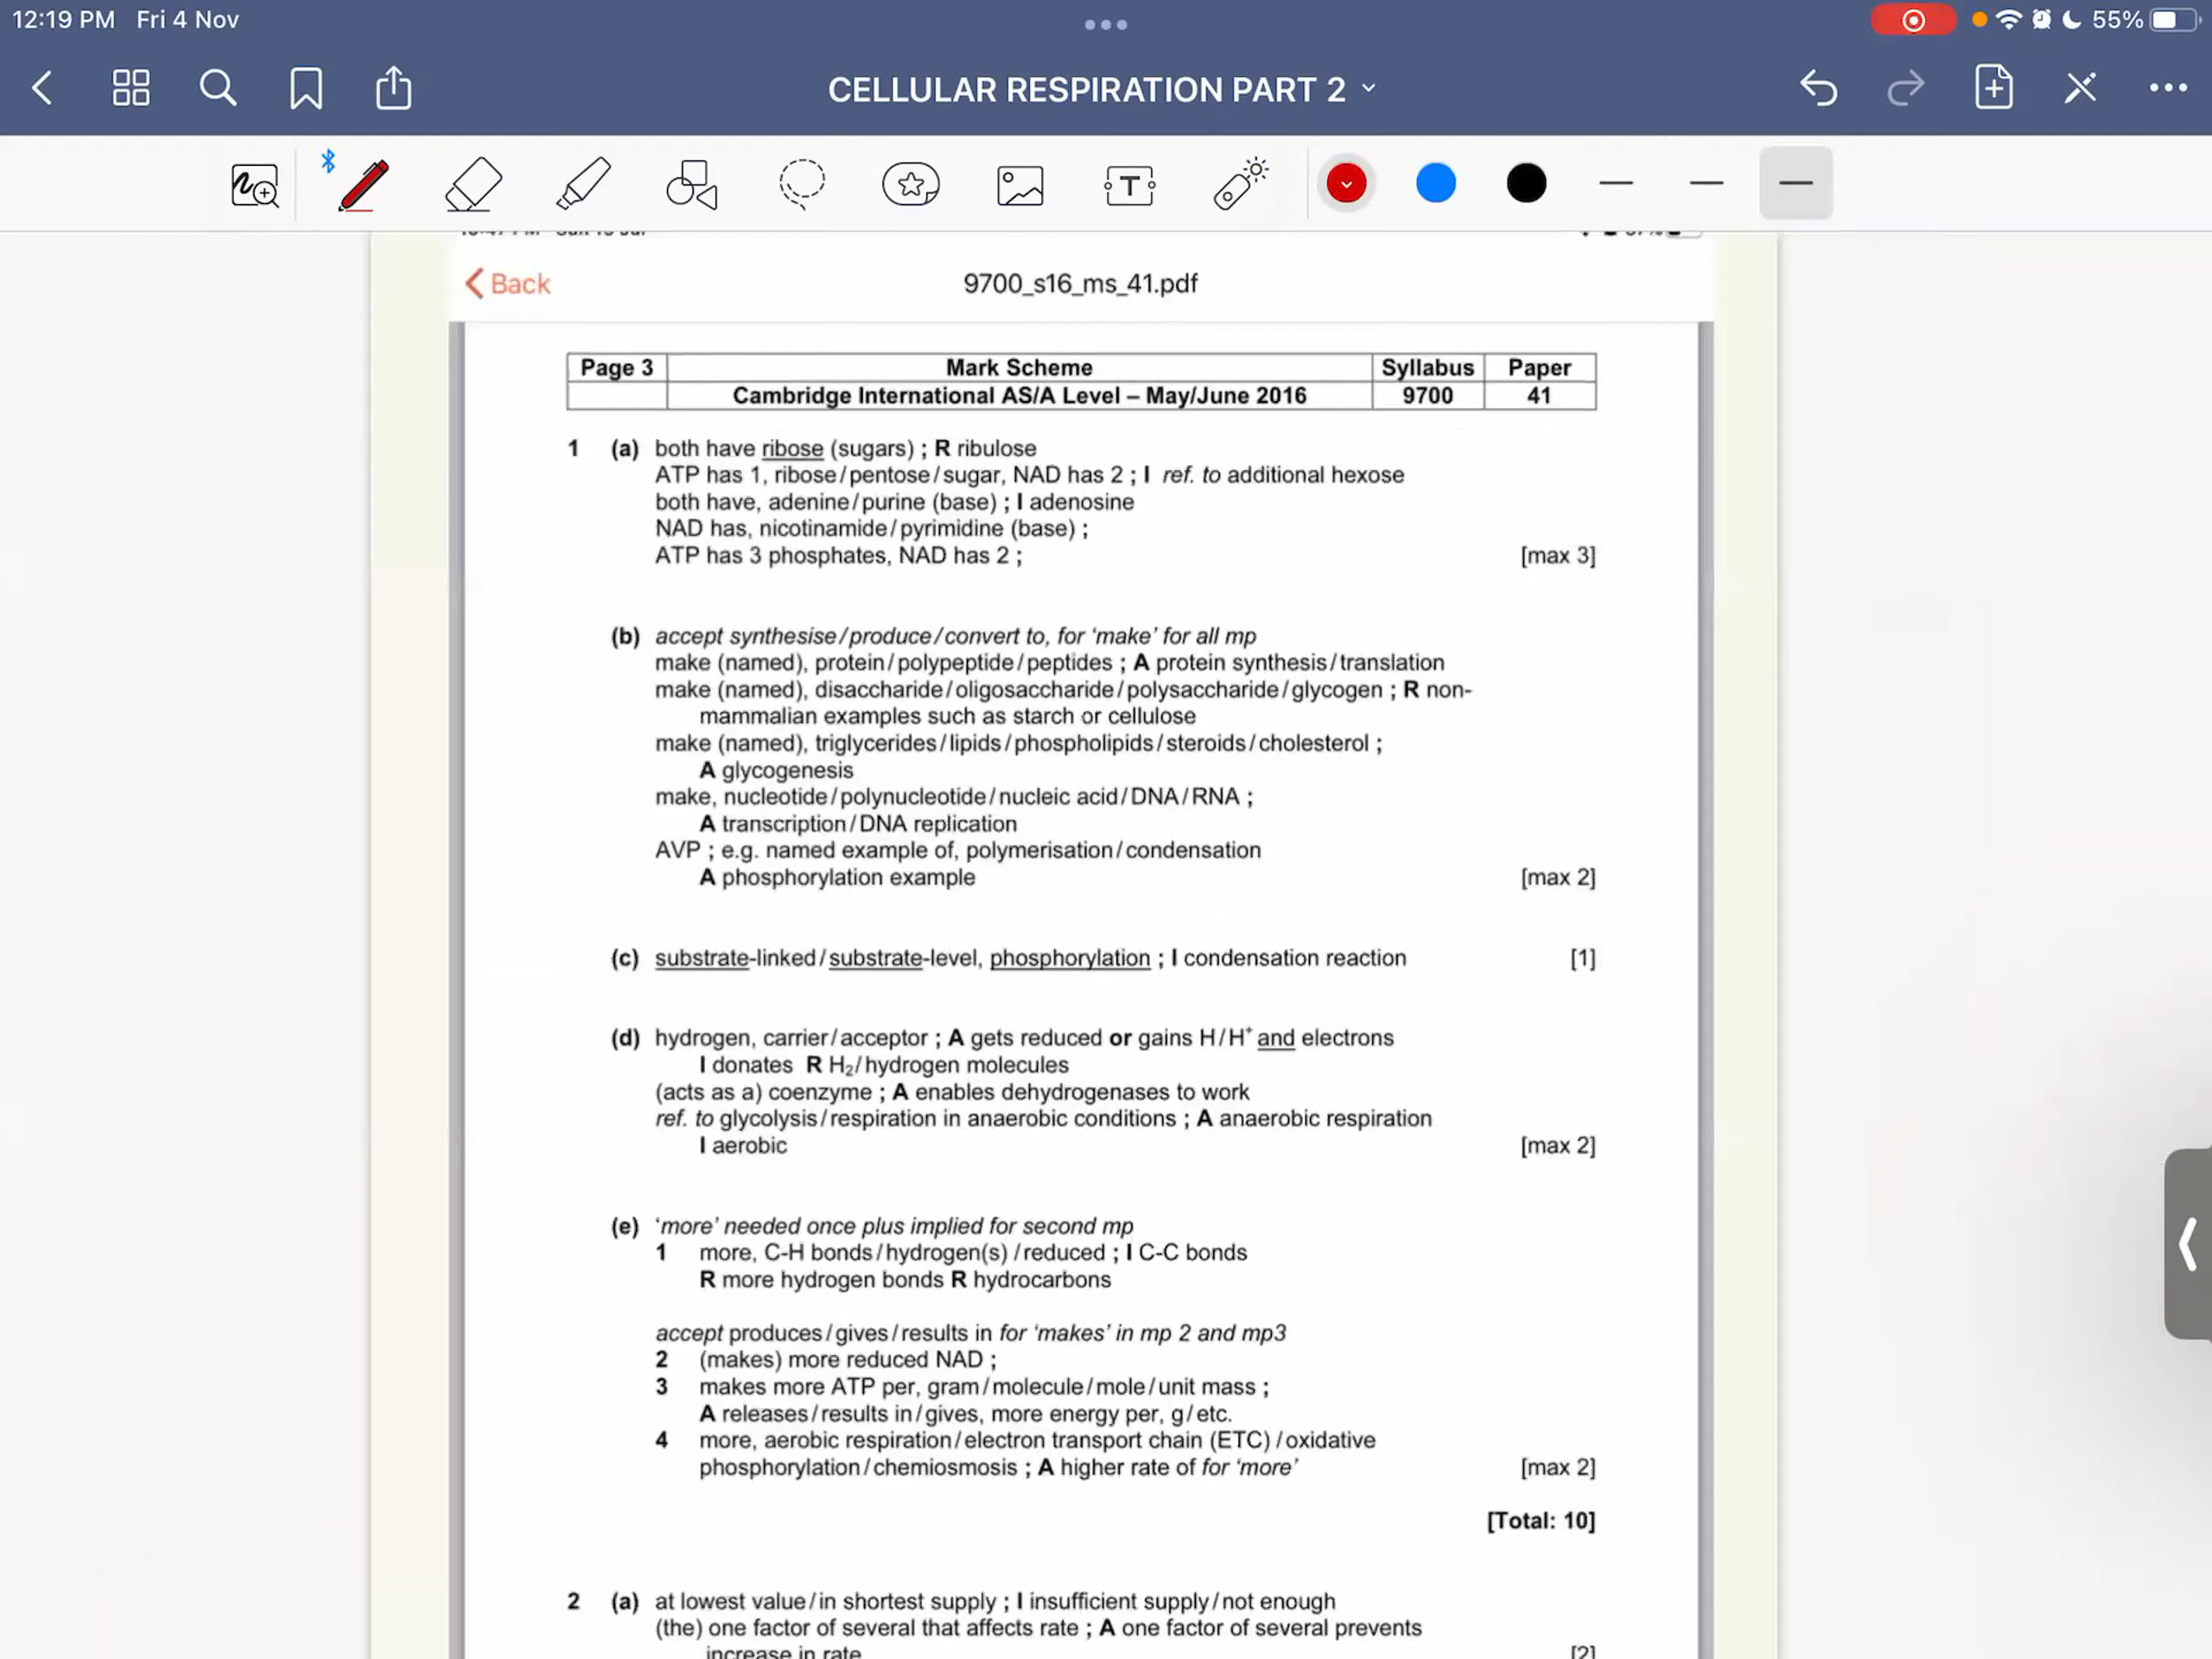 12:19 PM Fri 4 Nov
55%
CELLULAR RESPIRATION PART 2
Back
9700_s16_ms_41.pdf
Page 3 Mark Scheme Syllabus Paper
Cambridge International AS/A Level – May/June 2016 9700 41
1 (a) both have ribose (sugars) ; R ribulose
ATP has 1, ribose/pentose/sugar, NAD has 2 ; I ref. to additional hexose
both have, adenine/purine (base) ; I adenosine
NAD has, nicotinamide/pyrimidine (base) ;
ATP has 3 phosphates, NAD has 2 ; [max 3]
(b) accept synthesise/produce/convert to, for ‘make’ for all mp
make (named), protein/polypeptide/peptides ; A protein synthesis/translation
make (named), disaccharide/oligosaccharide/polysaccharide/glycogen ; R non-
mammalian examples such as starch or cellulose
make (named), triglycerides/lipids/phospholipids/steroids/cholesterol ;
A glycogenesis
make, nucleotide/polynucleotide/nucleic acid/DNA/RNA ;
A transcription/DNA replication
AVP ; e.g. named example of, polymerisation/condensation
A phosphorylation example [max 2]
(c) substrate-linked/substrate-level, phosphorylation ; I condensation reaction [1]
(d) hydrogen, carrier/acceptor ; A gets reduced or gains H/H⁺ and electrons
I donates R H₂/hydrogen molecules
(acts as a) coenzyme ; A enables dehydrogenases to work
ref. to glycolysis/respiration in anaerobic conditions ; A anaerobic respiration
I aerobic [max 2]
(e) ‘more’ needed once plus implied for second mp
1 more, C-H bonds/hydrogen(s)/reduced ; I C-C bonds
R more hydrogen bonds R hydrocarbons
accept produces/gives/results in for ‘makes’ in mp 2 and mp3
2 (makes) more reduced NAD ;
3 makes more ATP per, gram/molecule/mole/unit mass ;
A releases/results in/gives, more energy per, g/etc.
4 more, aerobic respiration/electron transport chain (ETC)/oxidative
phosphorylation/chemiosmosis ; A higher rate of for ‘more’ [max 2]
[Total: 10]
2 (a) at lowest value/in shortest supply ; I insufficient supply/not enough
(the) one factor of several that affects rate ; A one factor of several prevents
increase in rate [2]